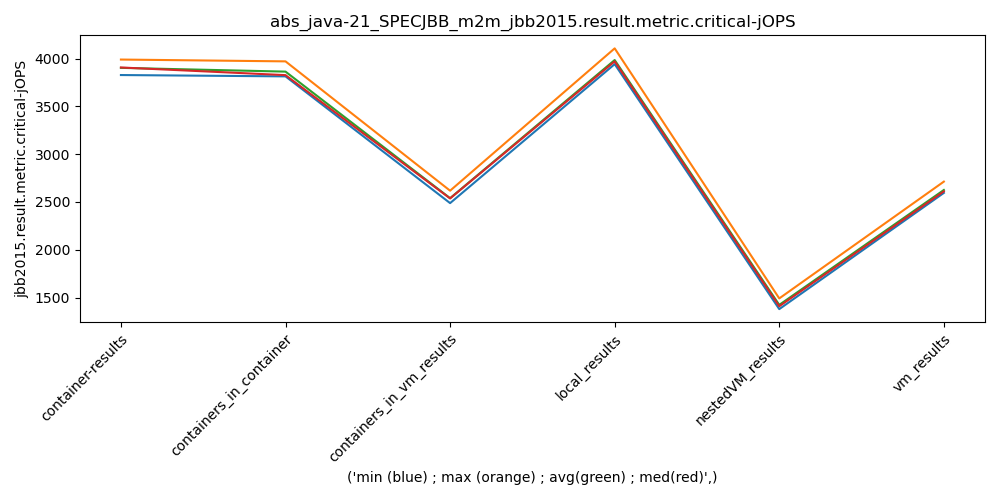 abs_java-21_SPECJBB_m2m_jbb2015.result.metric.critical-jOPS
jbb2015.result.metric.critical-jOPS
4000
3500
3000
2500
2000
1500
container-results
containers_in_container
containers_in_vm_results
local_results
nestedVM_results
vm_results
('min (blue) ; max (orange) ; avg(green) ; med(red)',)